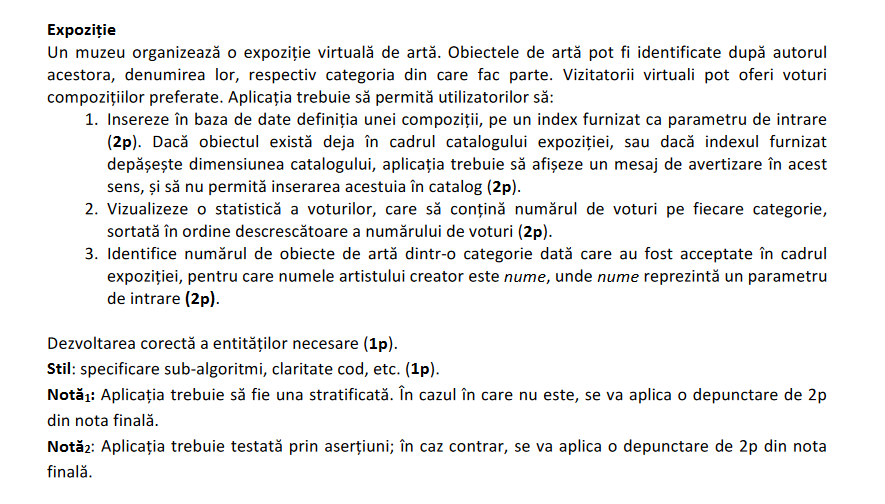 Expoziție
Un muzeu organizează o expoziție virtuală de artă. Obiectele de artă pot fi identificate după autorul
acestora, denumirea lor, respectiv categoria din care fac parte. Vizitatorii virtuali pot oferi voturi
compozițiilor preferate. Aplicația trebuie să permită utilizatorilor să:
1. Insereze în baza de date definiția unei compoziții, pe un index furnizat ca parametru de intrare
(2p). Dacă obiectul există deja în cadrul catalogului expoziției, sau dacă indexul furnizat
depășește dimensiunea catalogului, aplicația trebuie să afișeze un mesaj de avertizare în acest
sens, și să nu permită inserarea acestuia în catalog (2p).
2. Vizualizeze o statistică a voturilor, care să conțină numărul de voturi pe fiecare categorie,
sortată în ordine descrescătoare a numărului de voturi (2p).
3. Identifice numărul de obiecte de artă dintr-o categorie dată care au fost acceptate în cadrul
expoziției, pentru care numele artistului creator este nume, unde nume reprezintă un parametru
de intrare (2p).
Dezvoltarea corectă a entităților necesare (1p).
Stil: specificare sub-algoritmi, claritate cod, etc. (1p).
Notă₁: Aplicația trebuie să fie una stratificată. În cazul în care nu este, se va aplica o depunctare de 2p
din nota finală.
Notă₂: Aplicația trebuie testată prin aserțiuni; în caz contrar, se va aplica o depunctare de 2p din nota
finală.